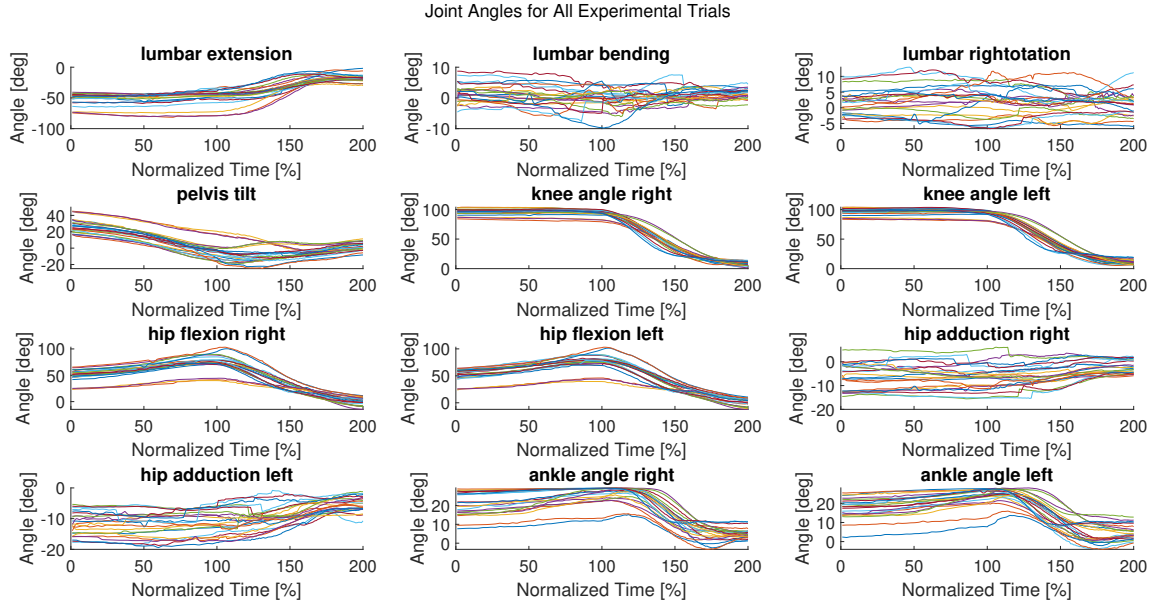 Joint Angles for All Experimental Trials
lumbar extension
Angle [deg]
0
-50
-100
0 50 100 150 200
Normalized Time [%]
lumbar bending
Angle [deg]
10
0
-10
0 50 100 150 200
Normalized Time [%]
lumbar rightotation
Angle [deg]
10
5
0
-5
0 50 100 150 200
Normalized Time [%]
pelvis tilt
Angle [deg]
40
20
0
-20
0 50 100 150 200
Normalized Time [%]
knee angle right
Angle [deg]
100
50
0
0 50 100 150 200
Normalized Time [%]
knee angle left
Angle [deg]
100
50
0
0 50 100 150 200
Normalized Time [%]
hip flexion right
Angle [deg]
100
50
0
0 50 100 150 200
Normalized Time [%]
hip flexion left
Angle [deg]
100
50
0
0 50 100 150 200
Normalized Time [%]
hip adduction right
Angle [deg]
0
-10
-20
0 50 100 150 200
Normalized Time [%]
hip adduction left
Angle [deg]
0
-10
-20
0 50 100 150 200
Normalized Time [%]
ankle angle right
Angle [deg]
20
10
0
0 50 100 150 200
Normalized Time [%]
ankle angle left
Angle [deg]
20
10
0
0 50 100 150 200
Normalized Time [%]